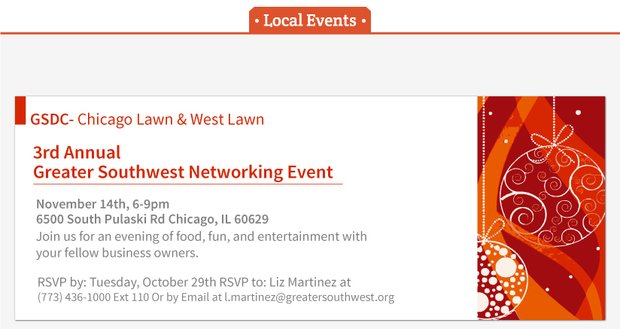 • Local Events •
GSDC- Chicago Lawn & West Lawn
3rd Annual
Greater Southwest Networking Event
November 14th, 6-9pm
6500 South Pulaski Rd Chicago, IL 60629
Join us for an evening of food, fun, and entertainment with
your fellow business owners.
RSVP by: Tuesday, October 29th RSVP to: Liz Martinez at
(773) 436-1000 Ext 110 Or by Email at l.martinez@greatersouthwest.org